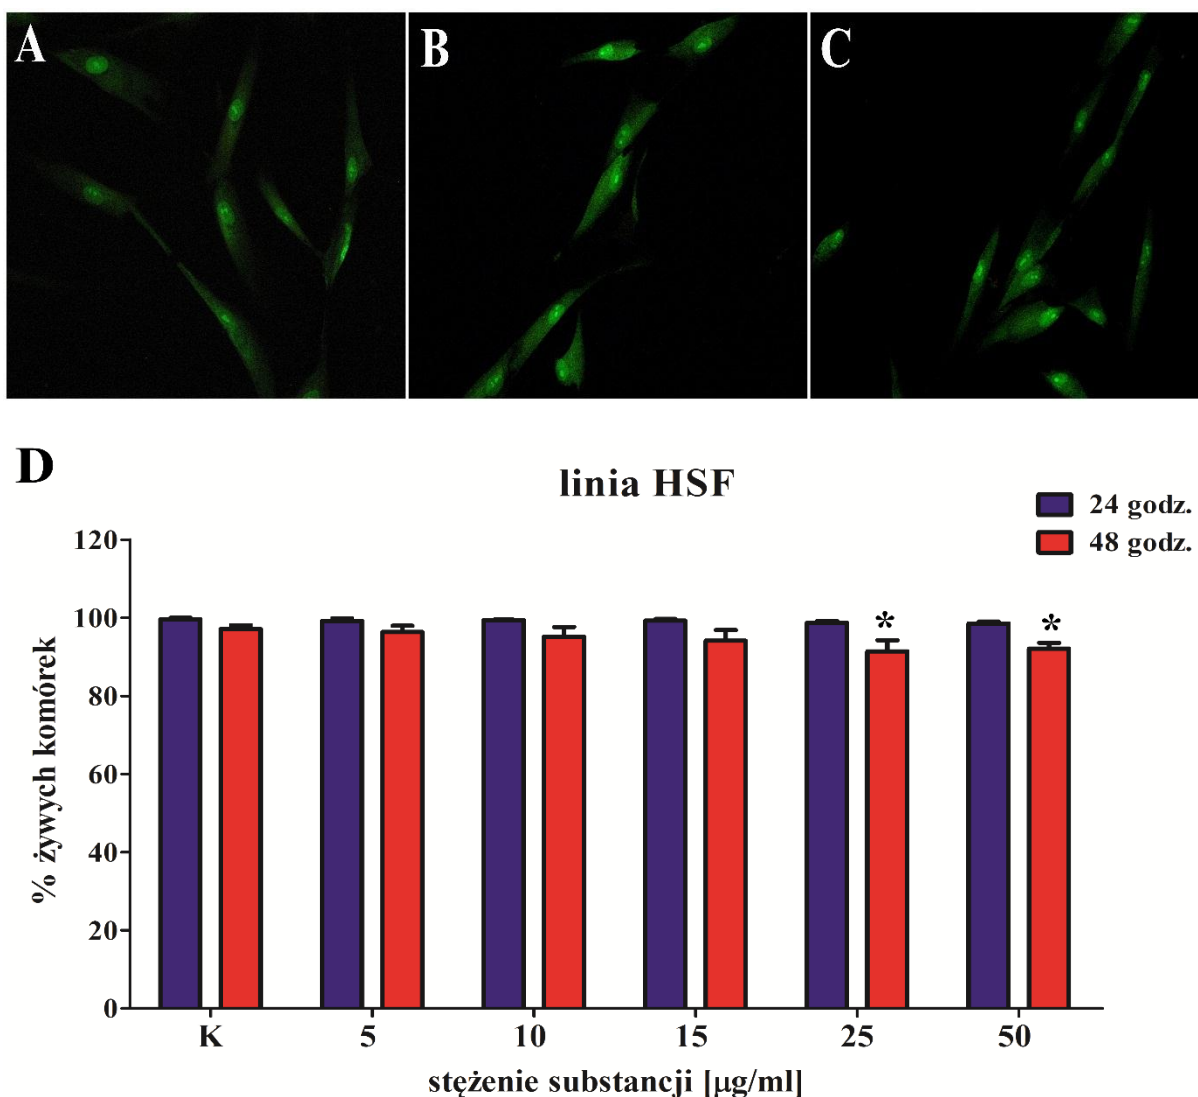 A
B
C
D
linia HSF
24 godz.
48 godz.
% żywych komórek
120
100
80
60
40
20
0
*
*
K
5
10
15
25
50
stężenie substancji [µg/ml]